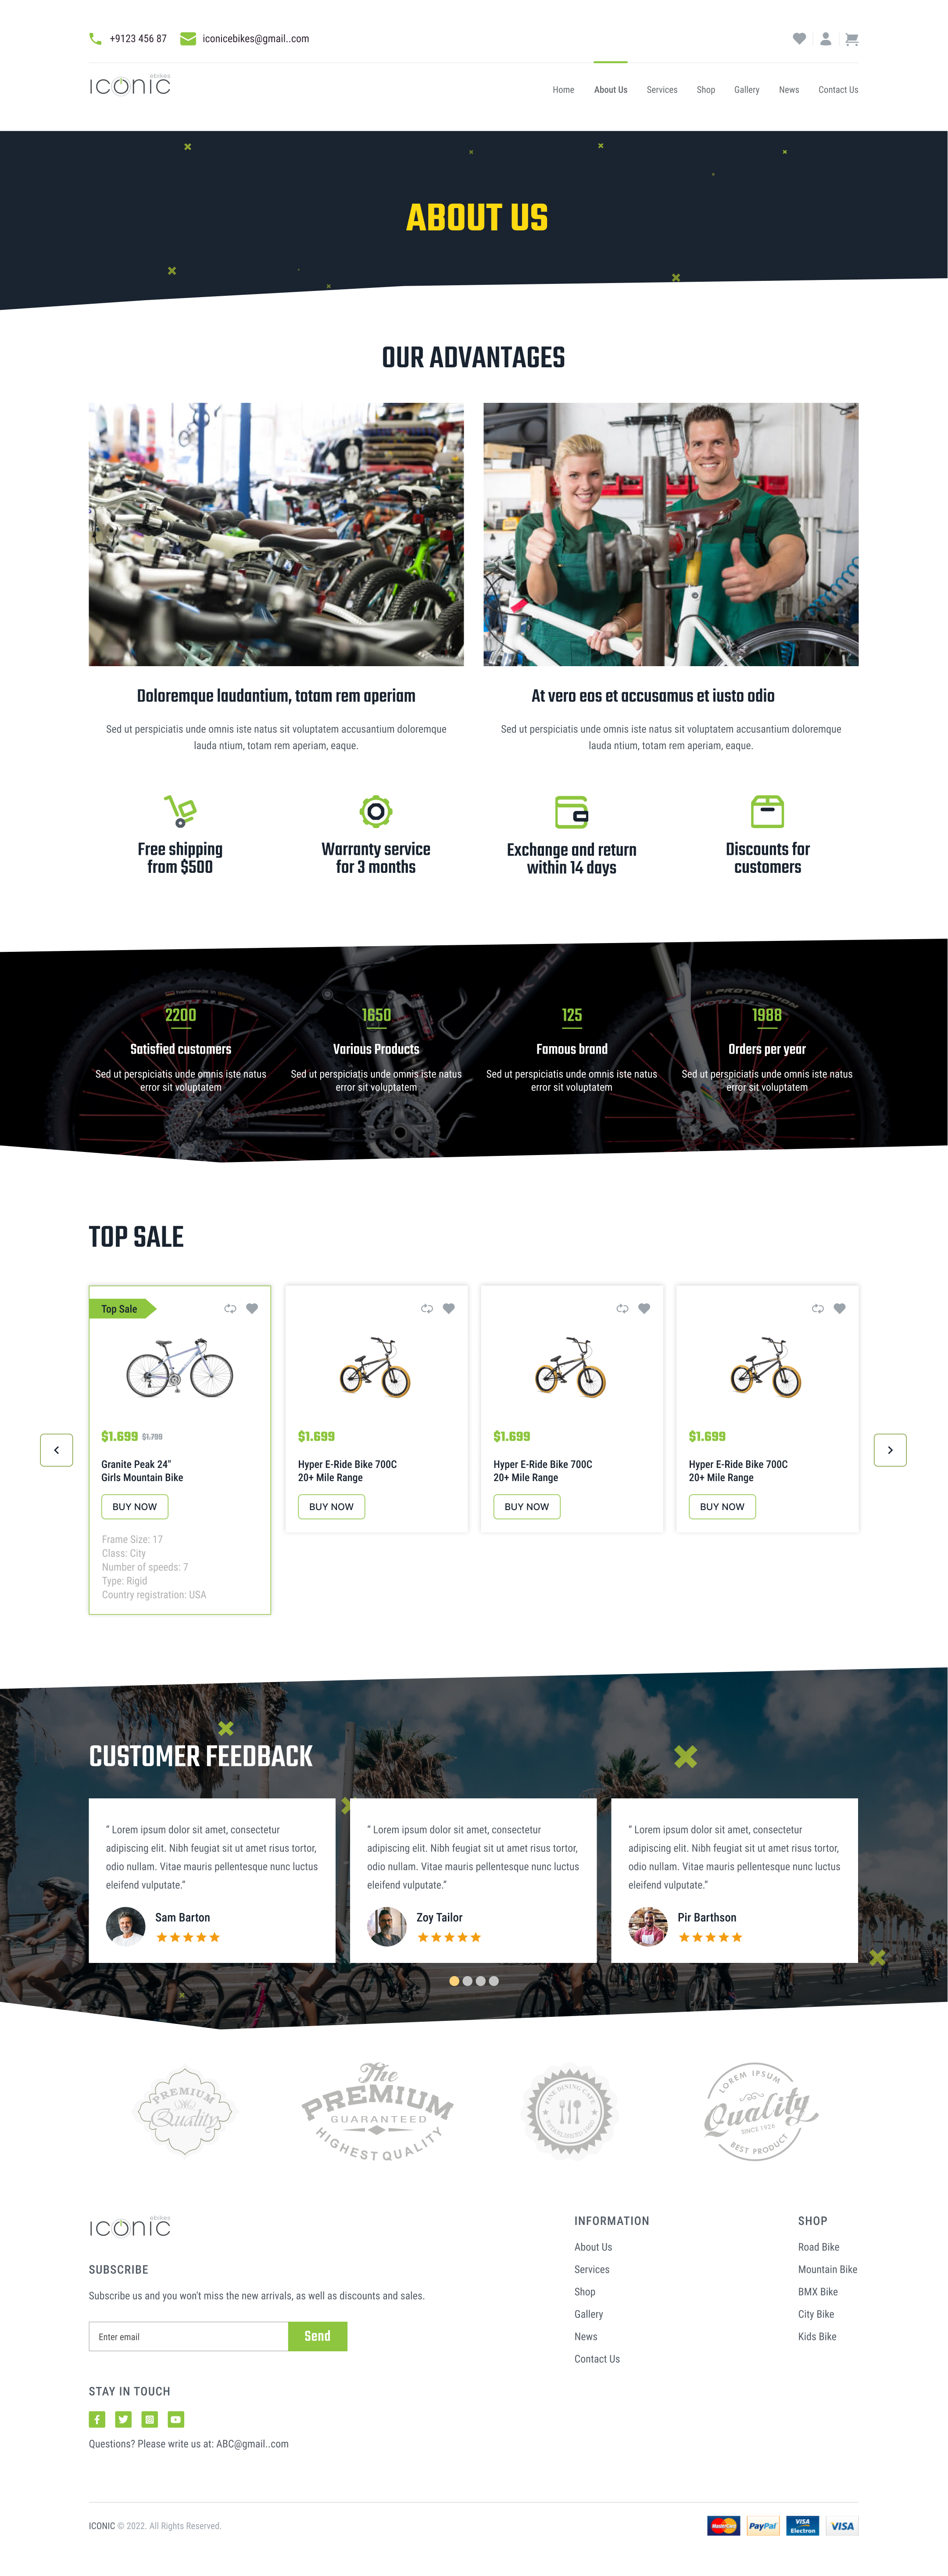 +9123 456 87
iconicebikes@gmail..com
ebikes
iconic
Home
About Us
Services
Shop
Gallery
News
Contact Us
ABOUT US
OUR ADVANTAGES
Doloremque laudantium, totam rem aperiam
Sed ut perspiciatis unde omnis iste natus sit voluptatem accusantium doloremque
lauda ntium, totam rem aperiam, eaque.
At vero eos et accusamus et iusto odio
Sed ut perspiciatis unde omnis iste natus sit voluptatem accusantium doloremque
lauda ntium, totam rem aperiam, eaque.
Free shipping
from $500
Warranty service
for 3 months
Exchange and return
within 14 days
Discounts for
customers
2200
Satisfied customers
Sed ut perspiciatis unde omnis iste natus
error sit voluptatem
1650
Various Products
Sed ut perspiciatis unde omnis iste natus
error sit voluptatem
125
Famous brand
Sed ut perspiciatis unde omnis iste natus
error sit voluptatem
PROTECTION
1988
Orders per year
Sed ut perspiciatis unde omnis iste natus
error sit voluptatem
TOP SALE
Top Sale
$1.699 $1.799
Granite Peak 24"
Girls Mountain Bike
BUY NOW
Frame Size: 17
Class: City
Number of speeds: 7
Type: Rigid
Country registration: USA
$1.699
Hyper E-Ride Bike 700C
20+ Mile Range
BUY NOW
$1.699
Hyper E-Ride Bike 700C
20+ Mile Range
BUY NOW
$1.699
Hyper E-Ride Bike 700C
20+ Mile Range
BUY NOW
CUSTOMER FEEDBACK
" Lorem ipsum dolor sit amet, consectetur
adipiscing elit. Nibh feugiat sit ut amet risus tortor,
odio nullam. Vitae mauris pellentesque nunc luctus
eleifend vulputate."
Sam Barton
" Lorem ipsum dolor sit amet, consectetur
adipiscing elit. Nibh feugiat sit ut amet risus tortor,
odio nullam. Vitae mauris pellentesque nunc luctus
eleifend vulputate."
Zoy Tailor
" Lorem ipsum dolor sit amet, consectetur
adipiscing elit. Nibh feugiat sit ut amet risus tortor,
odio nullam. Vitae mauris pellentesque nunc luctus
eleifend vulputate."
Pir Barthson
PREMIUM
Quality
The
PREMIUM
GUARANTEED
HIGHEST QUALITY
FINE DINING CAFE
LOREM IPSUM
Quality
SINCE 1926
BEST PRODUCT
ebikes
iconic
SUBSCRIBE
Subscribe us and you won't miss the new arrivals, as well as discounts and sales.
Enter email
Send
STAY IN TOUCH
Questions? Please write us at: ABC@gmail..com
INFORMATION
About Us
Services
Shop
Gallery
News
Contact Us
SHOP
Road Bike
Mountain Bike
BMX Bike
City Bike
Kids Bike
ICONIC © 2022. All Rights Reserved.
MasterCard
PayPal
VISA
Electron
VISA